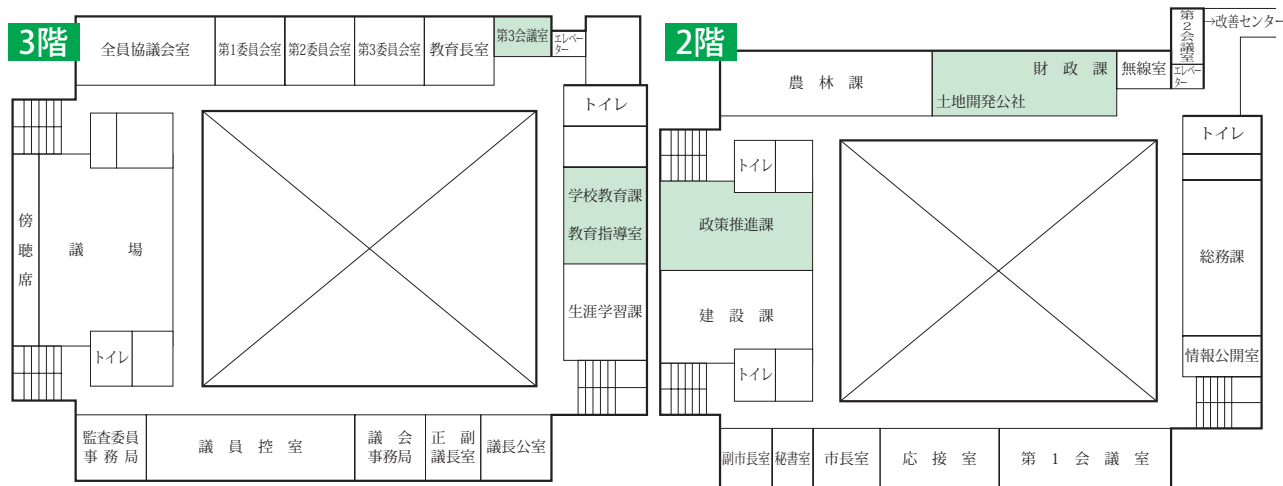 3階
全員協議会室
第1委員会室
第2委員会室
第3委員会室
教育長室
第3会議室
エレベーター
トイレ
学校教育課
教育指導室
生涯学習課
傍聴席
議場
トイレ
監査委員
事務局
議員控室
議会
事務局
正副
議長室
議長公室
2階
農林課
財政課
土地開発公社
無線室
第2会議室
エレベーター
→改善センター
トイレ
トイレ
政策推進課
建設課
トイレ
総務課
情報公開室
副市長室
秘書室
市長室
応接室
第1会議室